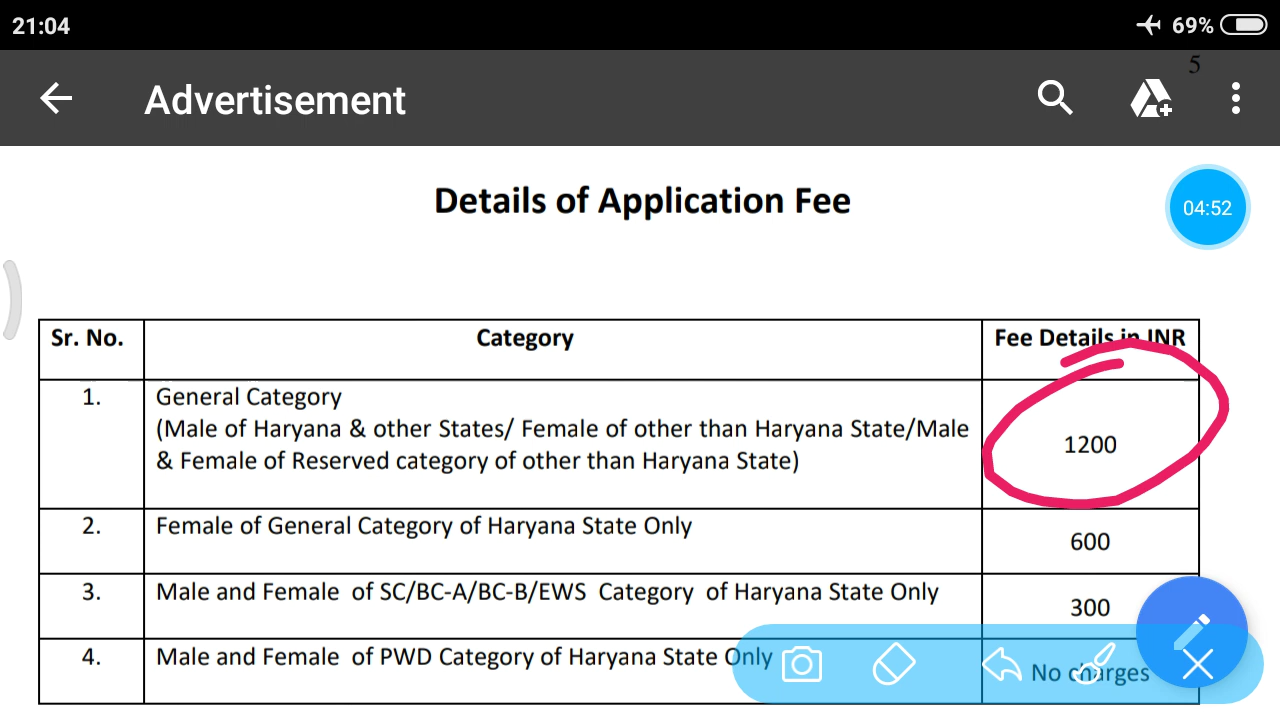 21:04
69%
5
Advertisement
Details of Application Fee
04:52
Sr. No. Category Fee Details in INR
1. General Category
(Male of Haryana & other States/ Female of other than Haryana State/Male
& Female of Reserved category of other than Haryana State)
1200
2. Female of General Category of Haryana State Only
600
3. Male and Female of SC/BC-A/BC-B/EWS Category of Haryana State Only
300
4. Male and Female of PWD Category of Haryana State Only
No charges